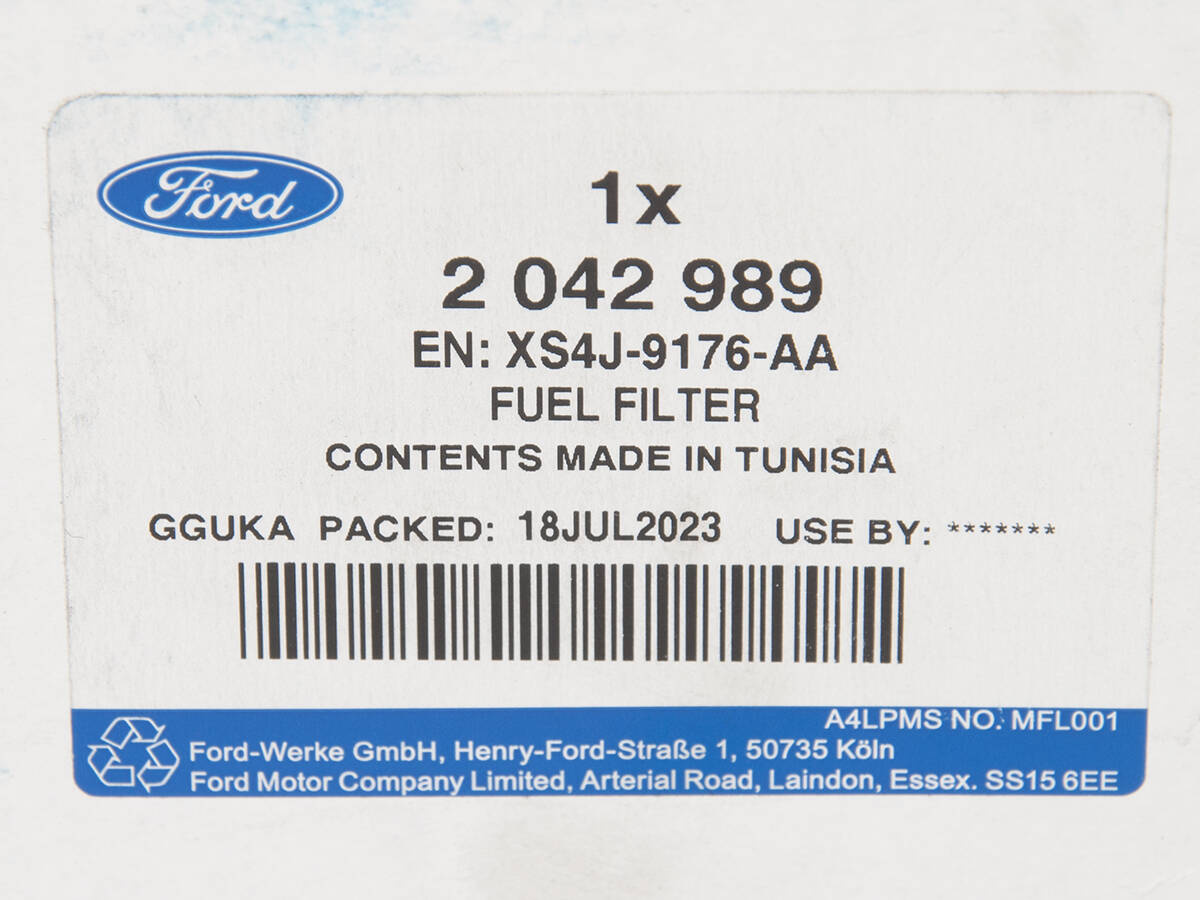 Ford
1x
2 042 989
EN: XS4J-9176-AA
FUEL FILTER
CONTENTS MADE IN TUNISIA
GGUKA PACKED: 18JUL2023 USE BY: *******
A4LPMS NO. MFL001
Ford-Werke GmbH, Henry-Ford-Straße 1, 50735 Köln
Ford Motor Company Limited, Arterial Road, Laindon, Essex. SS15 6EE